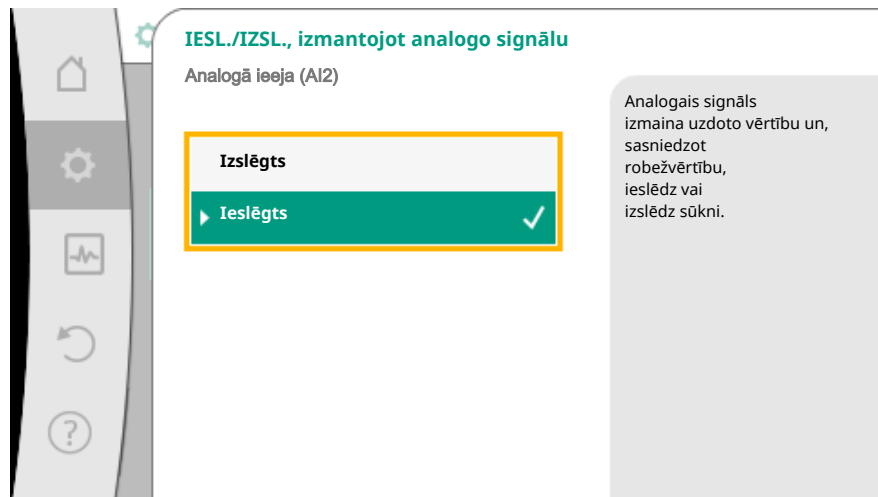 IESL./IZSL., izmantojot analogo signālu
Analogā ieeja (AI2)
Izslēgts
Ieslēgts
Analogais signāls
izmaina uzdoto vērtību un,
sasniedzot
robežvērtību,
ieslēdz vai
izslēdz sūkni.
?